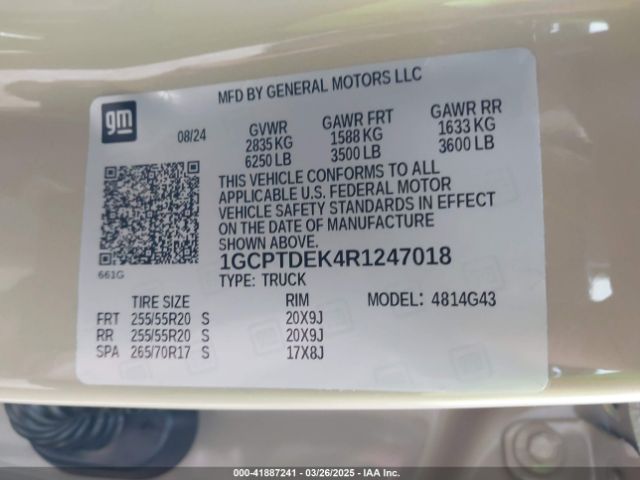 MFD BY GENERAL MOTORS LLC
gm
08/24
GVWR GAWR FRT GAWR RR
2835 KG 1588 KG 1633 KG
6250 LB 3500 LB 3600 LB
THIS VEHICLE CONFORMS TO ALL
APPLICABLE U.S. FEDERAL MOTOR
VEHICLE SAFETY STANDARDS IN EFFECT
ON THE DATE OF MANUFACTURE
SHOWN ABOVE.
661G
1GCPTDEK4R1247018
TYPE: TRUCK
TIRE SIZE RIM MODEL: 4814G43
FRT 255/55R20 S 20X9J
RR 255/55R20 S 20X9J
SPA 265/70R17 S 17X8J
000-41887241 - 03/26/2025 - IAA Inc.